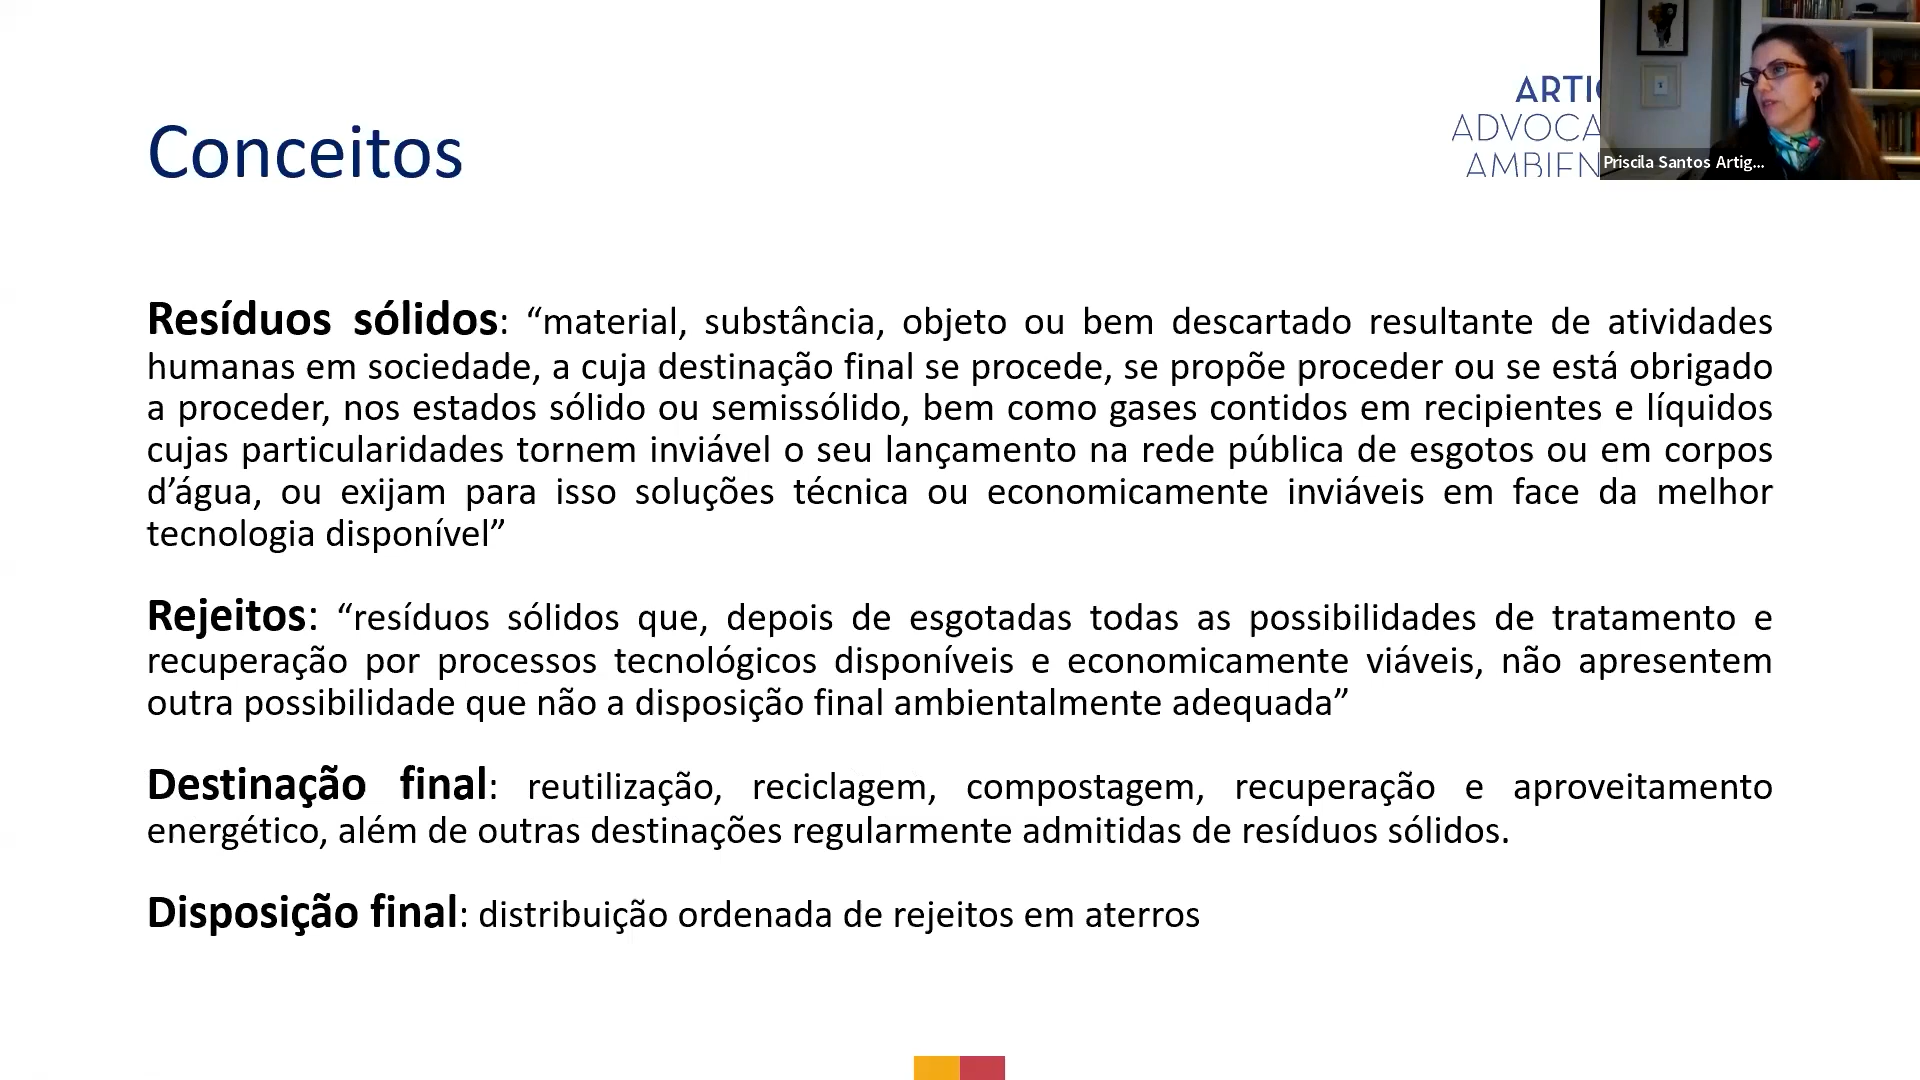 Conceitos
ARTI
ADVOCA
AMBIEN
Priscila Santos Artig...
Resíduos sólidos: “material, substância, objeto ou bem descartado resultante de atividades
humanas em sociedade, a cuja destinação final se procede, se propõe proceder ou se está obrigado
a proceder, nos estados sólido ou semissólido, bem como gases contidos em recipientes e líquidos
cujas particularidades tornem inviável o seu lançamento na rede pública de esgotos ou em corpos
d’água, ou exijam para isso soluções técnica ou economicamente inviáveis em face da melhor
tecnologia disponível”
Rejeitos: “resíduos sólidos que, depois de esgotadas todas as possibilidades de tratamento e
recuperação por processos tecnológicos disponíveis e economicamente viáveis, não apresentem
outra possibilidade que não a disposição final ambientalmente adequada”
Destinação final: reutilização, reciclagem, compostagem, recuperação e aproveitamento
energético, além de outras destinações regularmente admitidas de resíduos sólidos.
Disposição final: distribuição ordenada de rejeitos em aterros